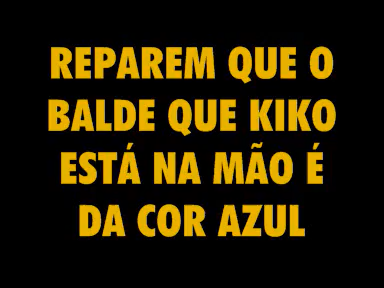 REPAREM QUE O
BALDE QUE KIKO
ESTÁ NA MÃO É
DA COR AZUL